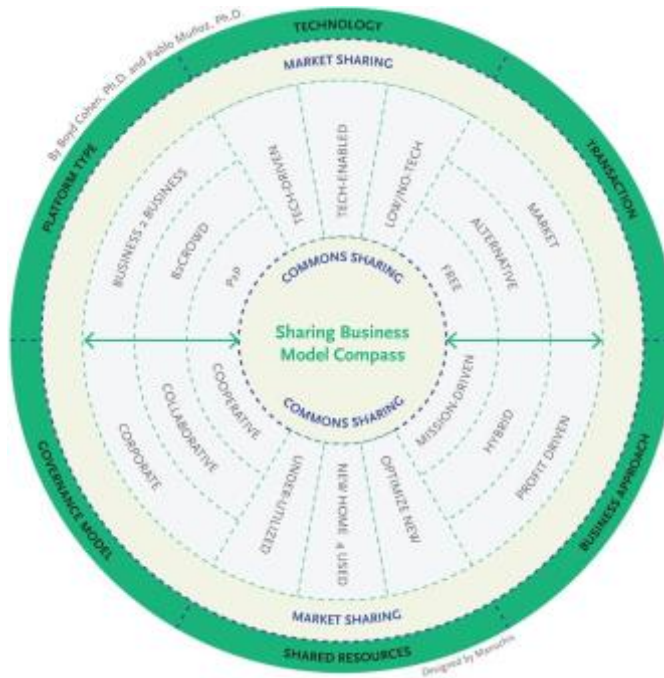 By Boyd Cohen, Ph.D. and Pablo Muñoz, Ph.D.
TECHNOLOGY
MARKET SHARING
PLATFORM TYPE
TRANSACTION
BUSINESS 2 BUSINESS
B2CROWD
P2P
TECH-DRIVEN
TECH-ENABLED
LOW/NO-TECH
FREE
ALTERNATIVE
MARKET
COMMONS SHARING
Sharing Business
Model Compass
COMMONS SHARING
CORPORATE
COLLABORATIVE
COOPERATIVE
UNDER-UTILIZED
NEW HOME 4 USED
OPTIMIZE NEW
MISSION-DRIVEN
HYBRID
PROFIT DRIVEN
GOVERNANCE MODEL
BUSINESS APPROACH
MARKET SHARING
SHARED RESOURCES
Designed by